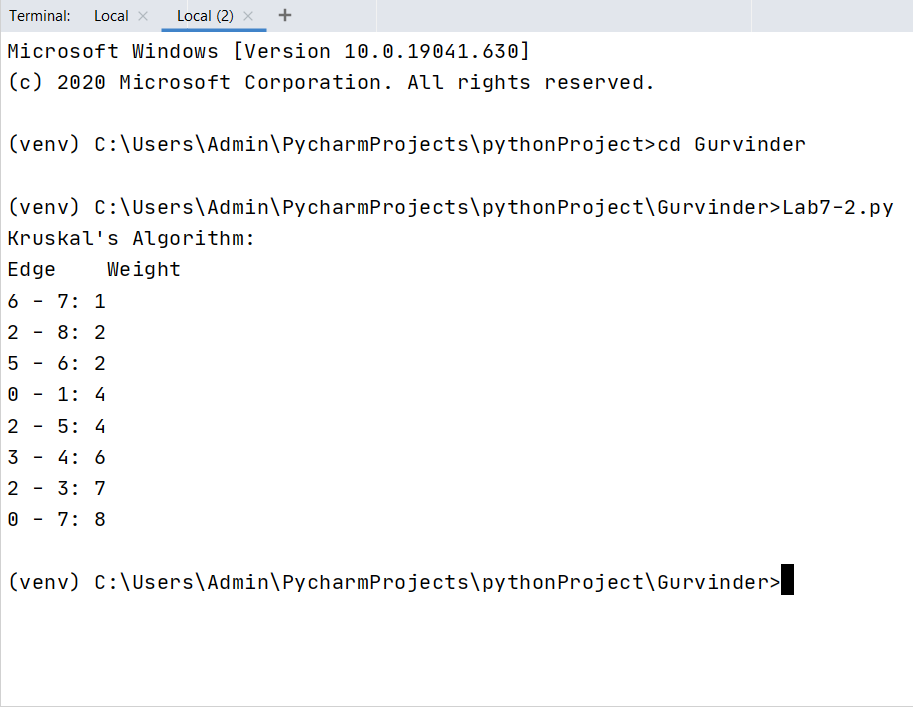 Terminal: Local × Local (2) × +
Microsoft Windows [Version 10.0.19041.630]
(c) 2020 Microsoft Corporation. All rights reserved.
(venv) C:\Users\Admin\PycharmProjects\pythonProject>cd Gurvinder
(venv) C:\Users\Admin\PycharmProjects\pythonProject\Gurvinder>Lab7-2.py
Kruskal's Algorithm:
Edge    Weight
6 - 7: 1
2 - 8: 2
5 - 6: 2
0 - 1: 4
2 - 5: 4
3 - 4: 6
2 - 3: 7
0 - 7: 8
(venv) C:\Users\Admin\PycharmProjects\pythonProject\Gurvinder>